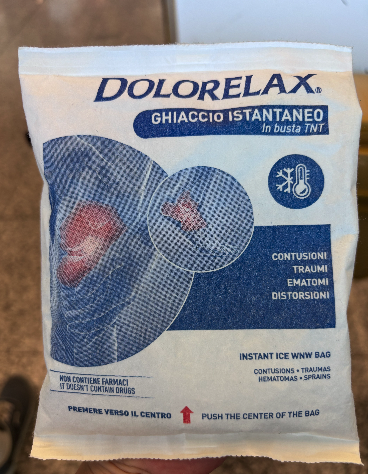 DOLORELAX®
GHIACCIO ISTANTANEO
In busta TNT
CONTUSIONI
TRAUMI
EMATOMI
DISTORSIONI
INSTANT ICE WNW BAG
CONTUSIONS • TRAUMAS
HEMATOMAS • SPRAINS
NON CONTIENE FARMACI
IT DOESN'T CONTAIN DRUGS
PREMERE VERSO IL CENTRO PUSH THE CENTER OF THE BAG